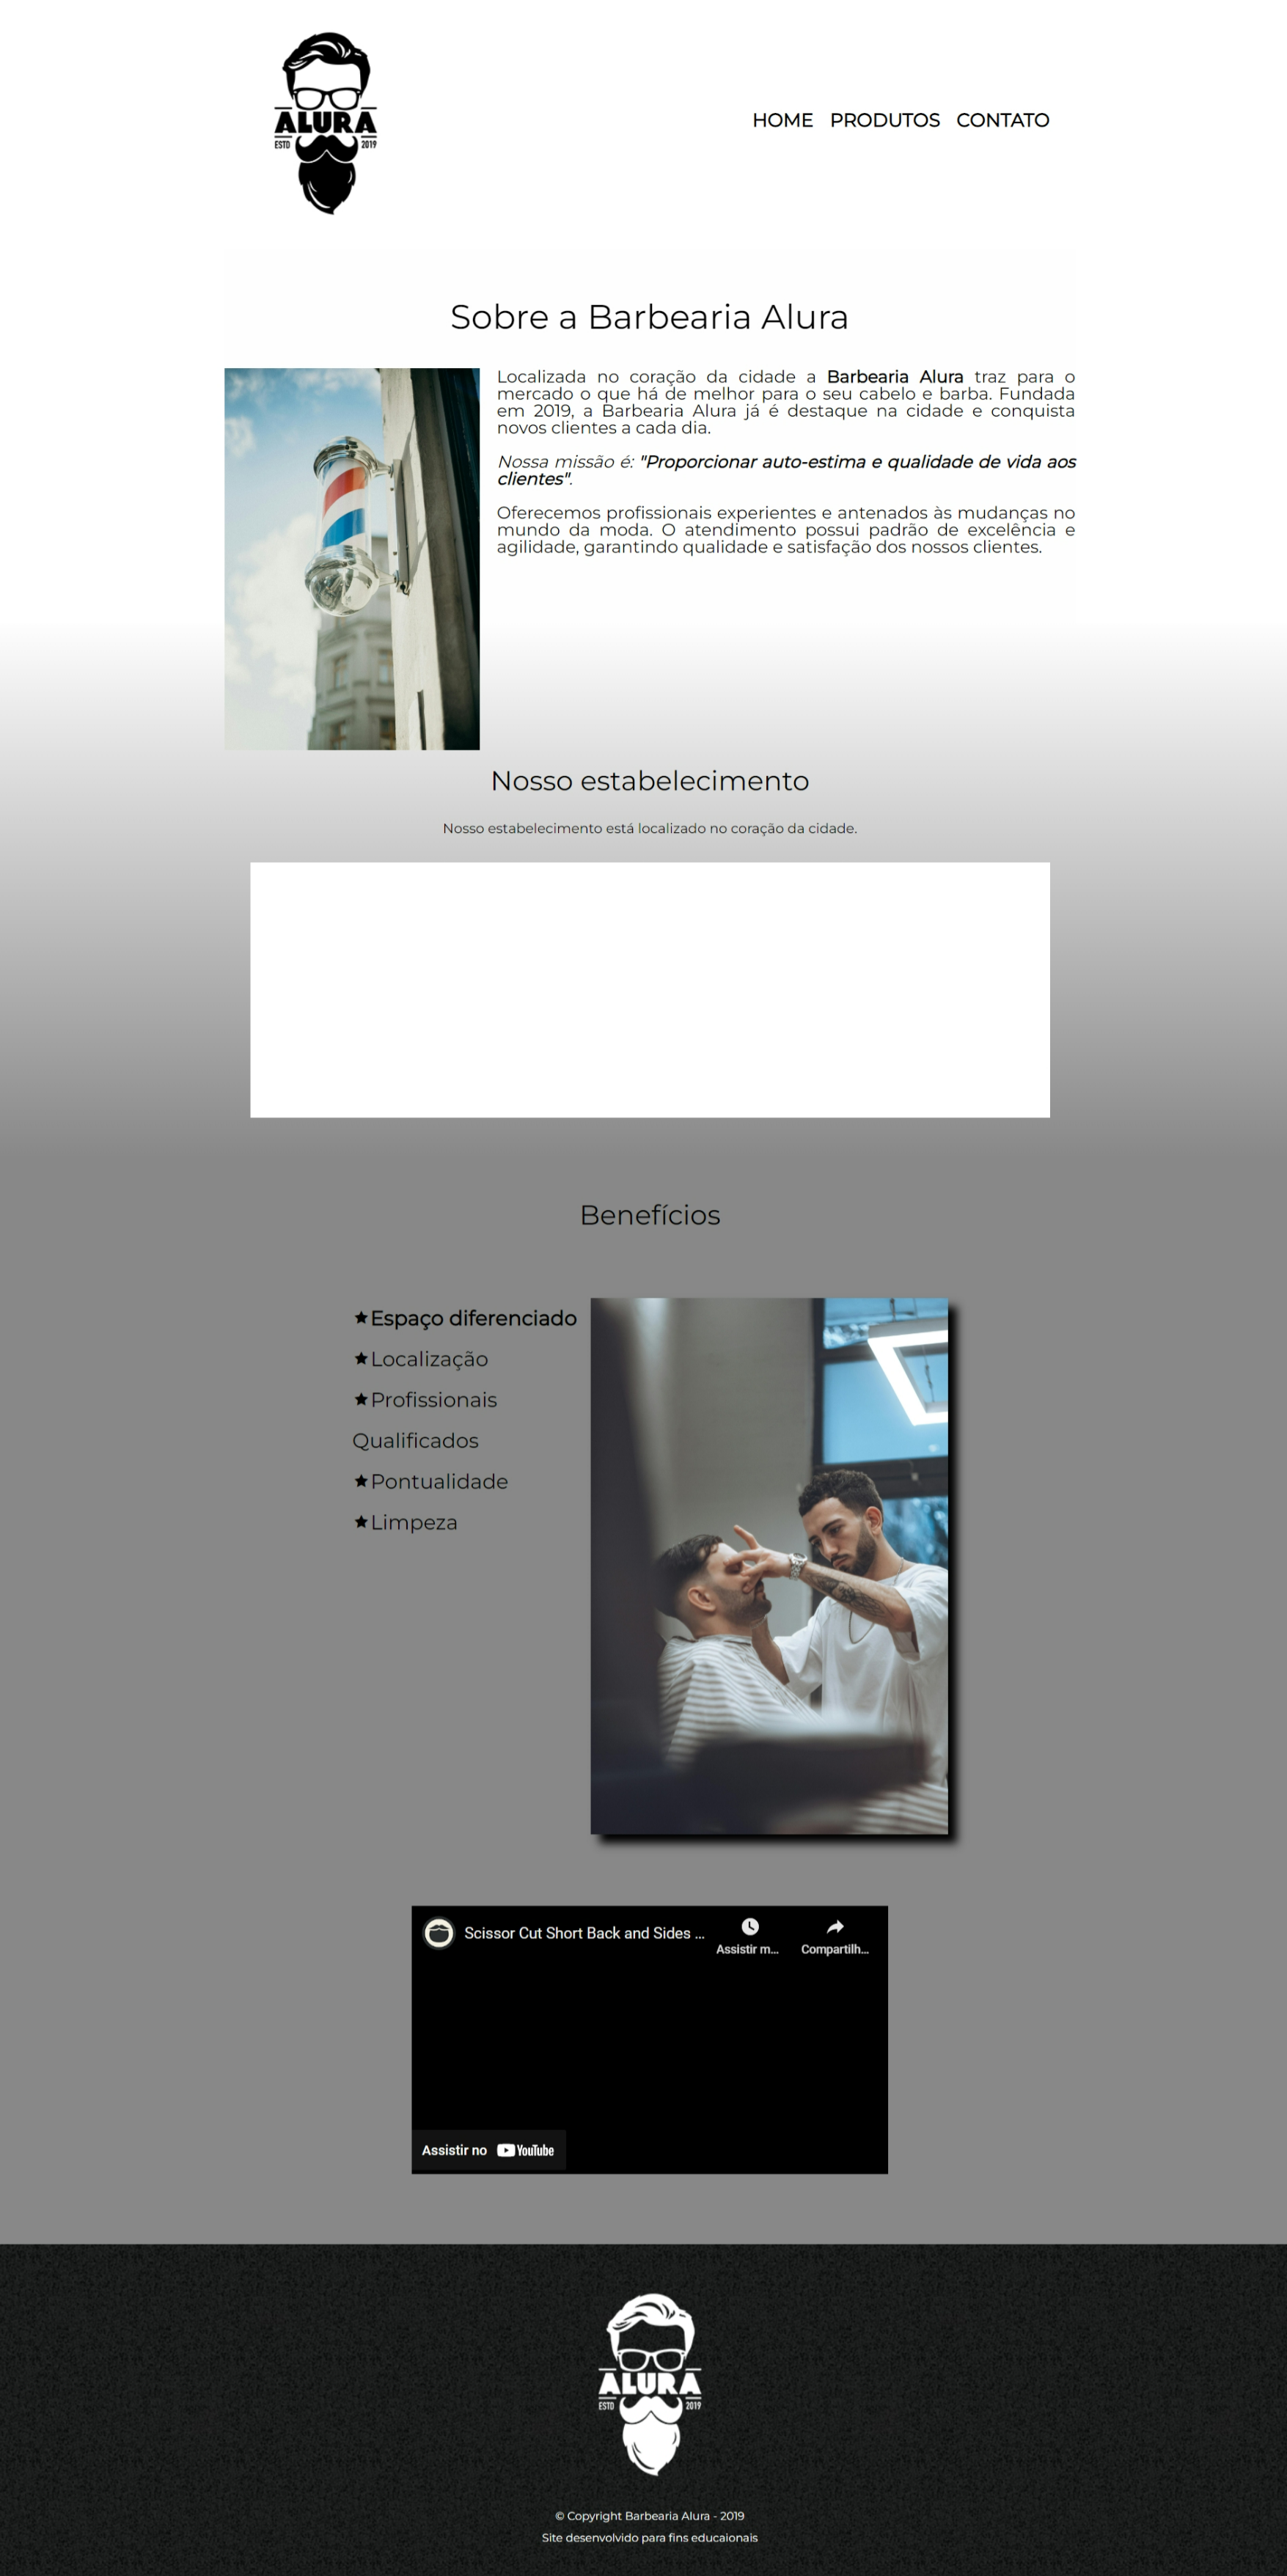 ALURA
ESTD 2019
HOME PRODUTOS CONTATO
Sobre a Barbearia Alura
Localizada no coração da cidade a Barbearia Alura traz para o
mercado o que há de melhor para o seu cabelo e barba. Fundada
em 2019, a Barbearia Alura já é destaque na cidade e conquista
novos clientes a cada dia.
Nossa missão é: "Proporcionar auto-estima e qualidade de vida aos
clientes".
Oferecemos profissionais experientes e antenados às mudanças no
mundo da moda. O atendimento possui padrão de excelência e
agilidade, garantindo qualidade e satisfação dos nossos clientes.
Nosso estabelecimento
Nosso estabelecimento está localizado no coração da cidade.
Benefícios
★Espaço diferenciado
★Localização
★Profissionais
Qualificados
★Pontualidade
★Limpeza
Scissor Cut Short Back and Sides ...
Assistir m...
Compartilh...
Assistir no YouTube
ALURA
ESTD 2019
© Copyright Barbearia Alura - 2019
Site desenvolvido para fins educaionais